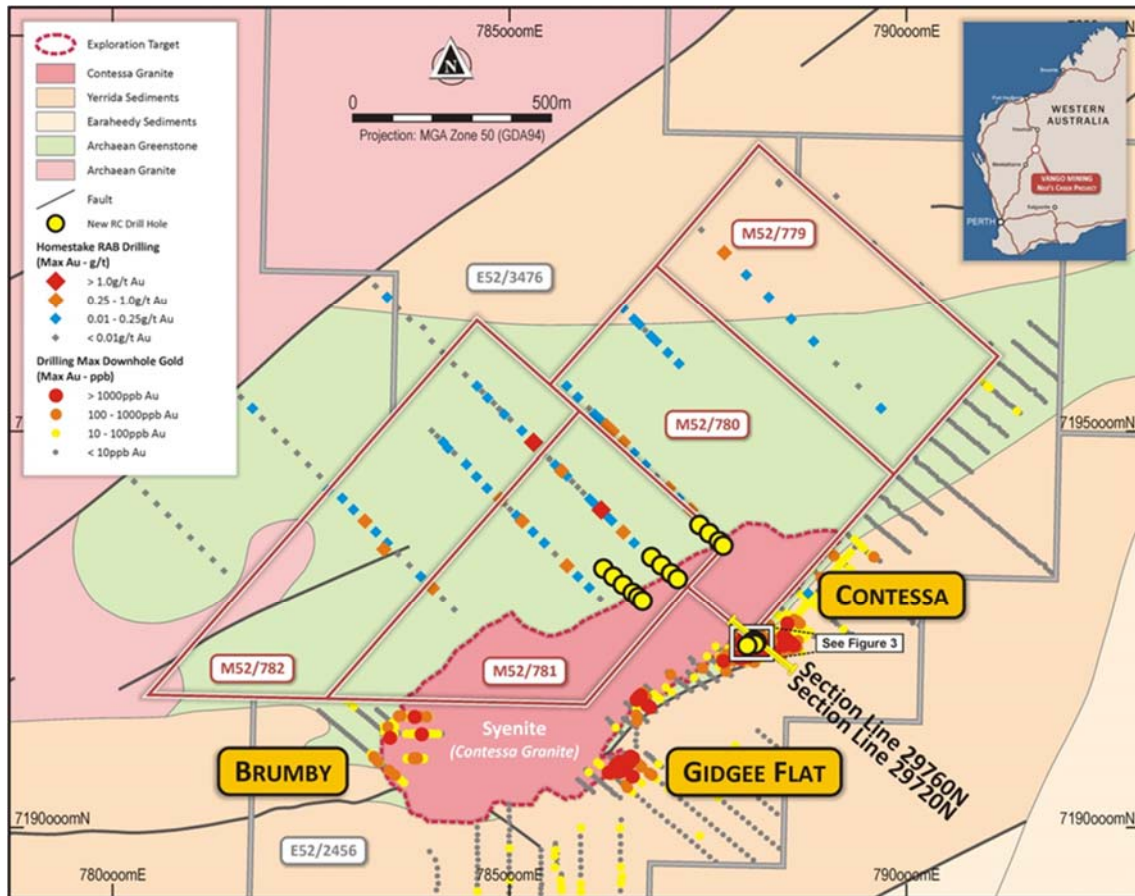 785000mE
790000mE
7200
Exploration Target
Contessa Granite
Yerrida Sediments
Earaheedy Sediments
Archaean Greenstone
Archaean Granite
Fault
New RC Drill Hole
Homestake RAB Drilling
(Max Au - g/t)
> 1.0g/t Au
0.25 - 1.0g/t Au
0.01 - 0.25g/t Au
< 0.01g/t Au
Drilling Max Downhole Gold
(Max Au - ppb)
> 1000ppb Au
100 - 1000ppb Au
10 - 100ppb Au
< 10ppb Au
N
0 500m
Projection: MGA Zone 50 (GDA94)
WESTERN
AUSTRALIA
VANGO MINING
PERTH
M52/779
E52/3476
M52/780
719
7195000mN
CONTESSA
See Figure 3
M52/782
M52/781
Section Line 29760N
Section Line 29720N
Syenite
(Contessa Granite)
BRUMBY
GIDGEE FLAT
7190000mN
7190000mN
E52/2456
780000mE
785000mE
790000mE